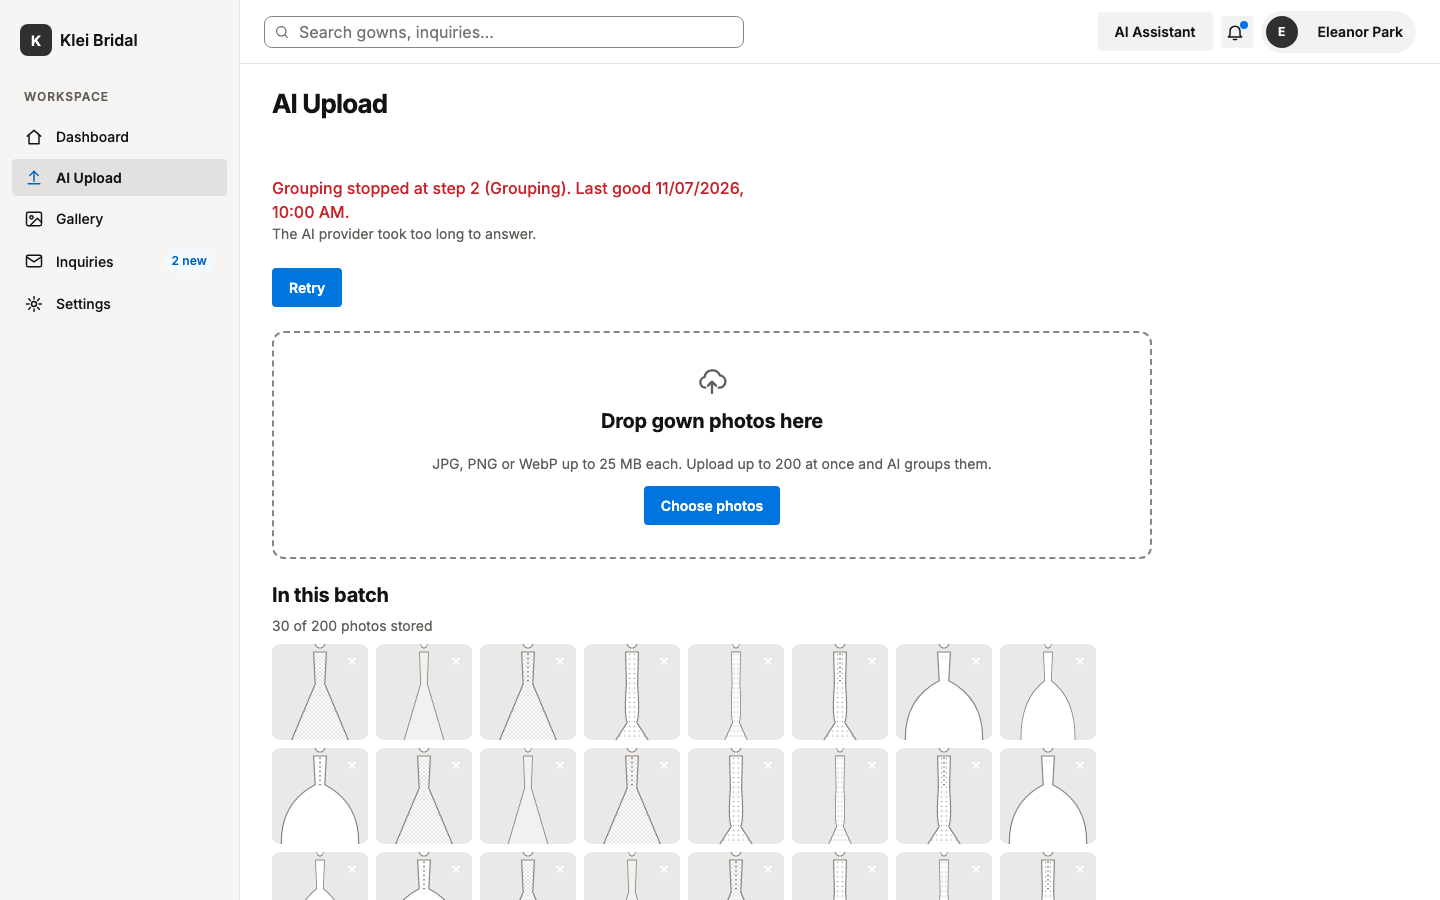 K Klei Bridal
Search gowns, inquiries...
AI Assistant
E Eleanor Park
WORKSPACE
Dashboard
AI Upload
Gallery
Inquiries 2 new
Settings
AI Upload
Grouping stopped at step 2 (Grouping). Last good 11/07/2026,
10:00 AM.
The AI provider took too long to answer.
Retry
Drop gown photos here
JPG, PNG or WebP up to 25 MB each. Upload up to 200 at once and AI groups them.
Choose photos
In this batch
30 of 200 photos stored